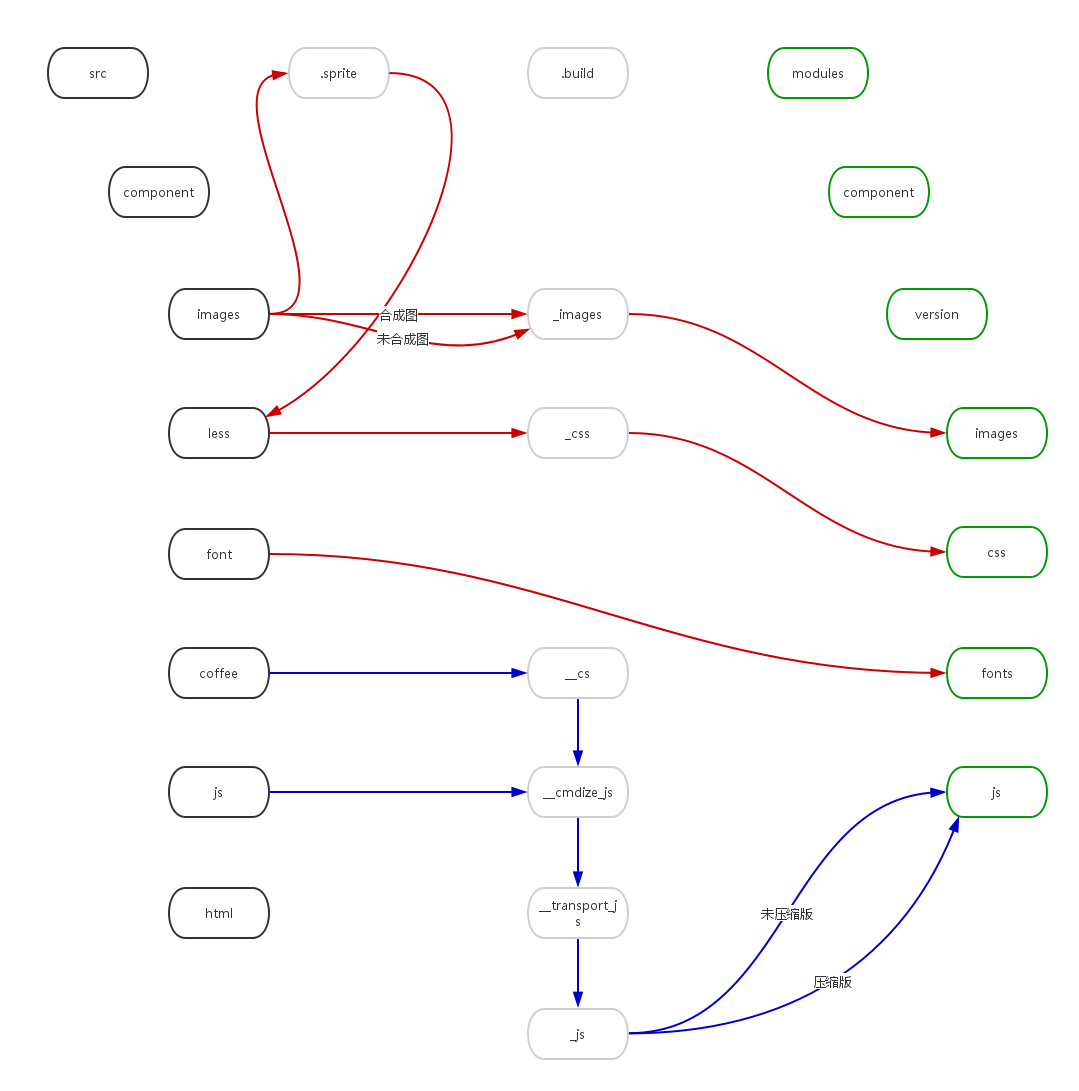 src
.sprite
.build
modules
component
component
images
合成图
_images
version
未合成图
less
_css
images
font
css
coffee
__cs
fonts
js
__cmdize_js
js
html
__transport_j
s
未压缩版
压缩版
_js